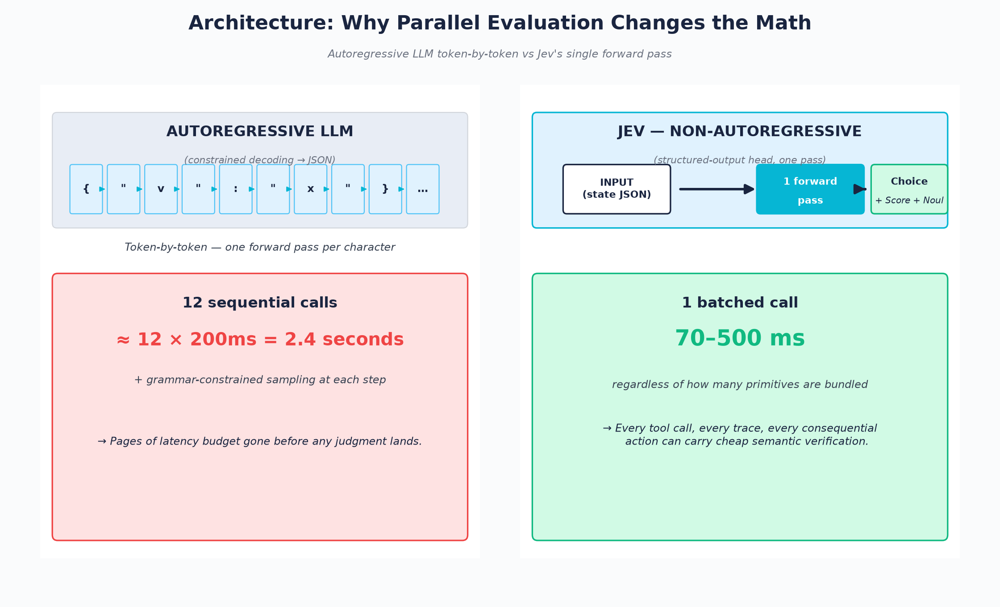 Architecture: Why Parallel Evaluation Changes the Math
Autoregressive LLM token-by-token vs Jev's single forward pass
AUTOREGRESSIVE LLM
(constrained decoding → JSON)
{ " v " : " x " } ...
Token-by-token — one forward pass per character
12 sequential calls
≈ 12 × 200ms = 2.4 seconds
+ grammar-constrained sampling at each step
→ Pages of latency budget gone before any judgment lands.
JEV — NON-AUTOREGRESSIVE
(structured-output head, one pass)
INPUT
(state JSON)
1 forward
pass
Choice
+ Score + Noul
1 batched call
70–500 ms
regardless of how many primitives are bundled
→ Every tool call, every trace, every consequential
action can carry cheap semantic verification.